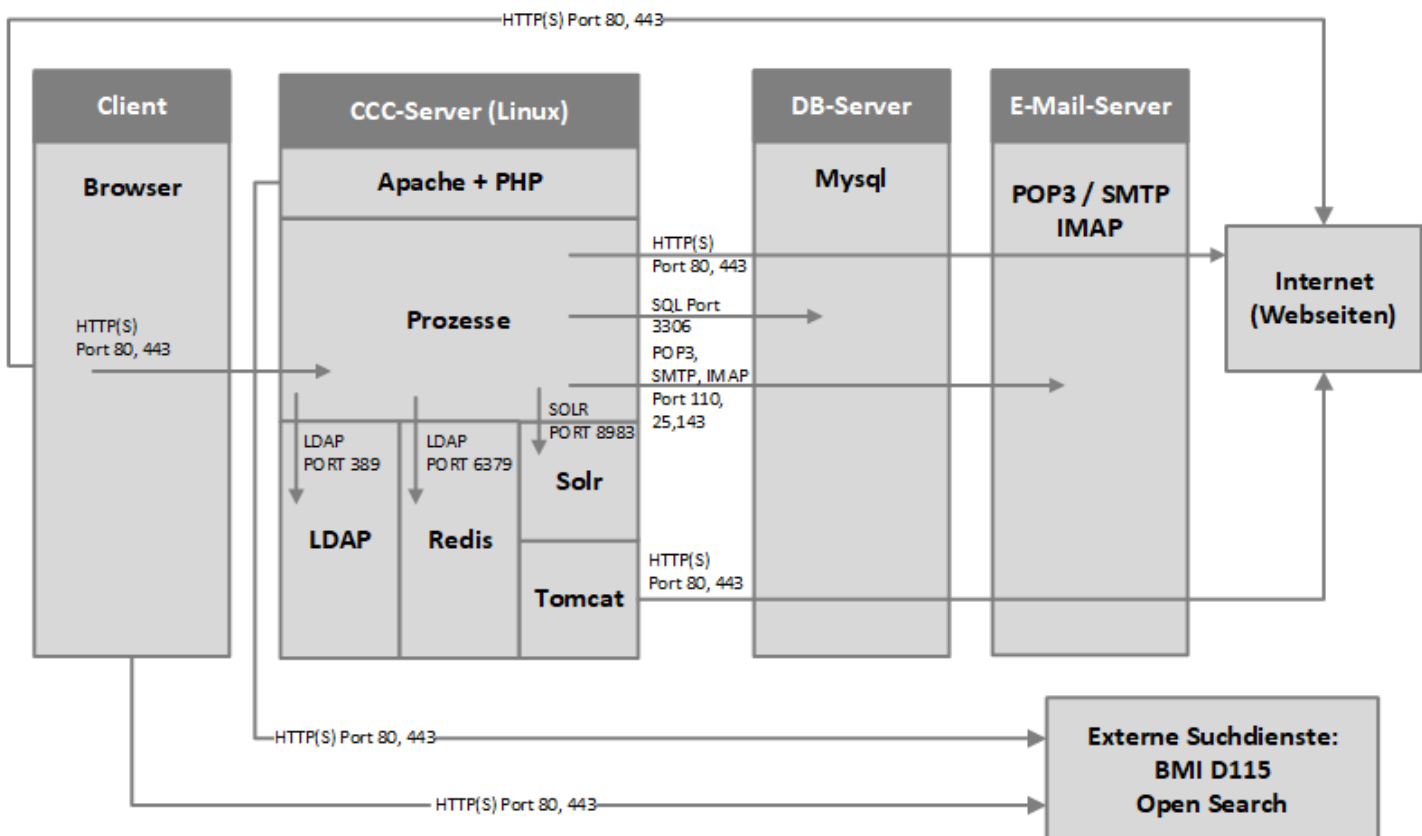 HTTP(S) Port 80, 443
Client
CCC-Server (Linux)
DB-Server
E-Mail-Server
Browser
Apache + PHP
Mysql
POP3 / SMTP
IMAP
HTTP(S)
Port 80, 443
Internet
(Webseiten)
HTTP(S)
Port 80, 443
Prozesse
SQL Port
3306
POP3,
SMTP, IMAP
Port 110,
25,143
LDAP
PORT 389
LDAP
PORT 6379
SOLR
PORT 8983
Solr
LDAP
Redis
Tomcat
HTTP(S)
Port 80, 443
HTTP(S) Port 80, 443
HTTP(S) Port 80, 443
Externe Suchdienste:
BMI D115
Open Search